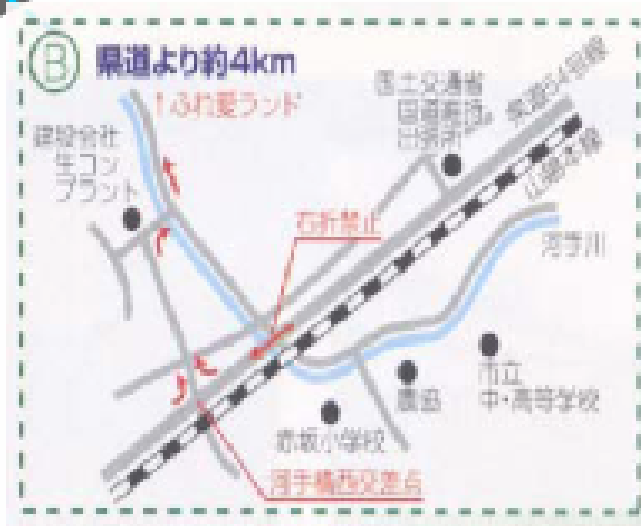 B 県道より約4km
↑ふれ愛ランド
建設会社
生コン
プラント
国土交通省
国道維持
出張所
県道54号線
山陽本線
右折禁止
河手川
市立
中・高等学校
農協
赤坂小学校
河手橋西交差点